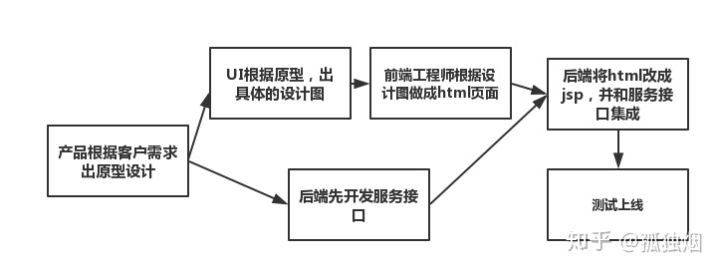 UI根据原型，出
具体的设计图
前端工程师根据设
计图做成html页面
后端将html改成
jsp，并和服务接
口集成
产品根据客户需求
出原型设计
后端先开发服务接
口
测试上线
知乎 @孤独烟